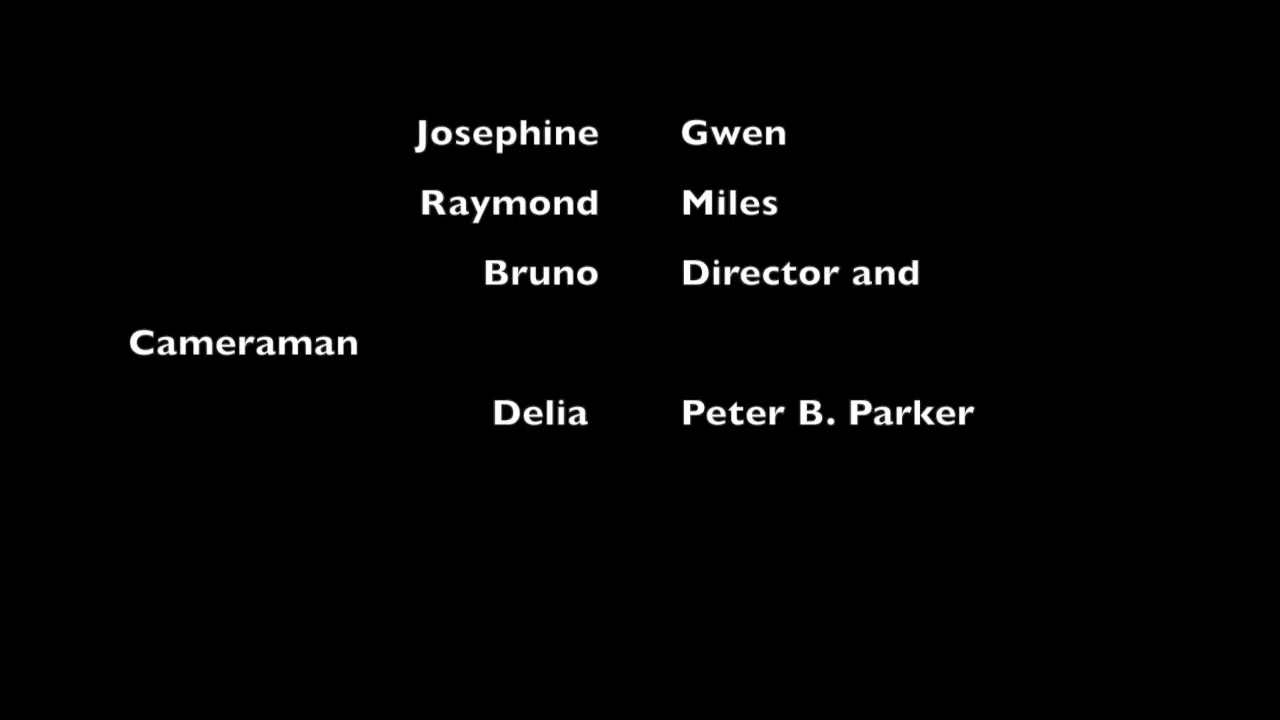 Josephine Gwen
Raymond Miles
Bruno Director and
Cameraman
Delia Peter B. Parker